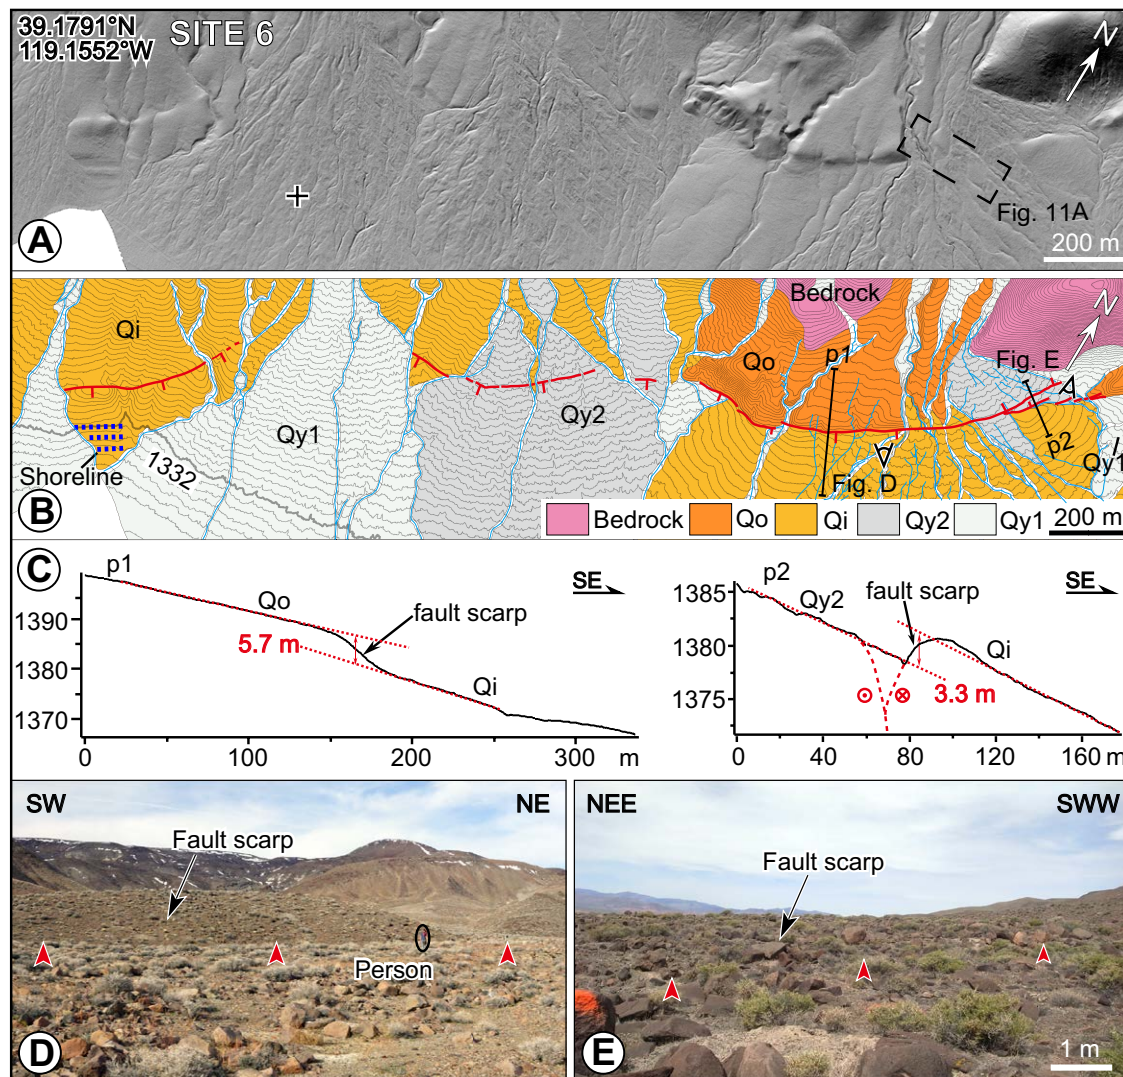 39.1791°N
119.1552°W
SITE 6
N
Fig. 11A
200 m
A
Qi
Bedrock
N
Qo
p1
Fig. E
Qy1
Qy2
p2
Qy1
1332
Shoreline
Fig. D
B
Bedrock
Qo
Qi
Qy2
Qy1
200 m
C
p1
SE
Qo
fault scarp
5.7 m
Qi
1390
1380
1370
0
100
200
300
m
p2
SE
1385
Qy2
fault scarp
1380
Qi
3.3 m
1375
0
40
80
120
160 m
SW
NE
Fault scarp
Person
D
NEE
SWW
Fault scarp
1 m
E